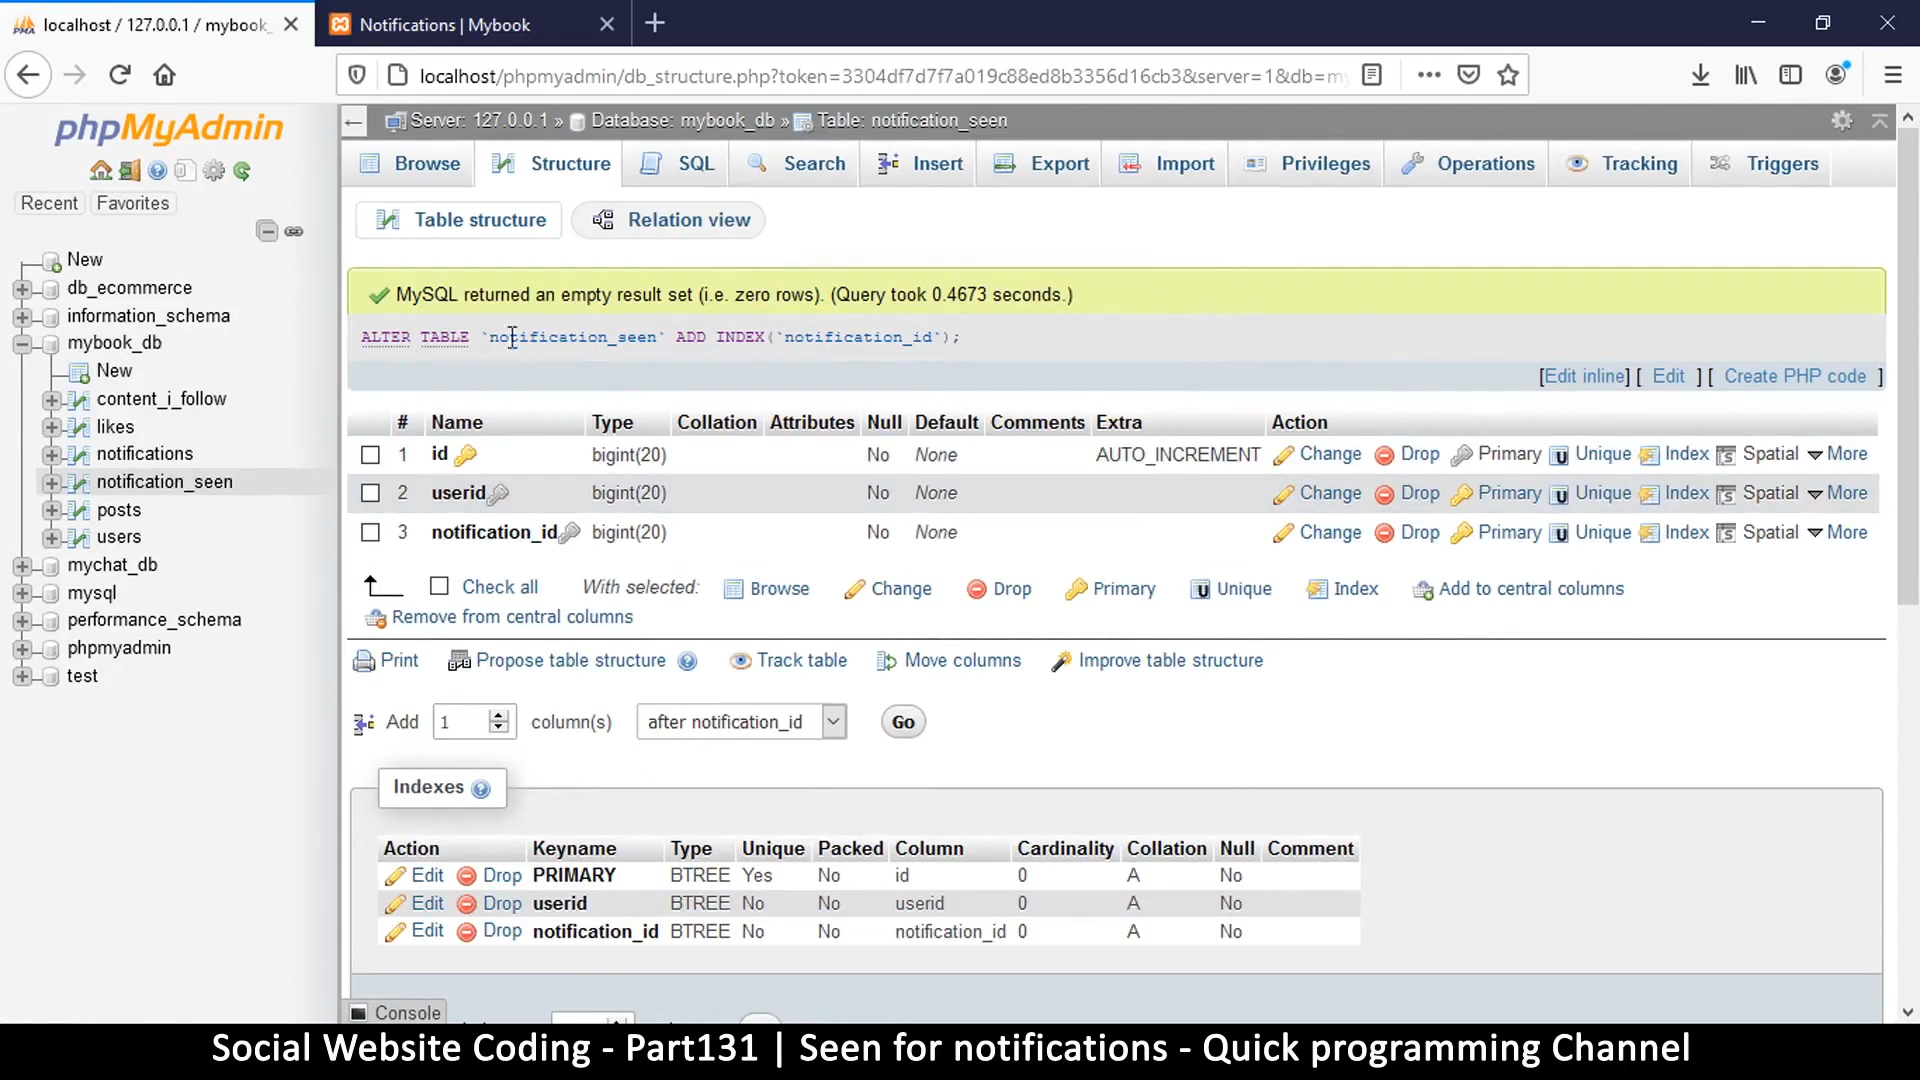 localhost / 127.0.0.1 / mybook_
Notifications | Mybook
localhost/phpmyadmin/db_structure.php?token=3304df7d7f7a019c88ed8b3356d16cb3&server=1&db=my
phpMyAdmin
Recent Favorites
New
db_ecommerce
information_schema
mybook_db
New
content_i_follow
likes
notifications
notification_seen
posts
users
mychat_db
mysql
performance_schema
phpmyadmin
test
Server: 127.0.0.1 » Database: mybook_db » Table: notification_seen
Browse Structure SQL Search Insert Export Import Privileges Operations Tracking Triggers
Table structure Relation view
MySQL returned an empty result set (i.e. zero rows). (Query took 0.4673 seconds.)
ALTER TABLE `notification_seen` ADD INDEX(`notification_id`);
[Edit inline] [ Edit ] [ Create PHP code ]
# Name Type Collation Attributes Null Default Comments Extra Action
1 id bigint(20) No None AUTO_INCREMENT Change Drop Primary Unique Index Spatial More
2 userid bigint(20) No None Change Drop Primary Unique Index Spatial More
3 notification_id bigint(20) No None Change Drop Primary Unique Index Spatial More
Check all With selected: Browse Change Drop Primary Unique Index Add to central columns
Remove from central columns
Print Propose table structure Track table Move columns Improve table structure
Add 1 column(s) after notification_id Go
Indexes
Action Keyname Type Unique Packed Column Cardinality Collation Null Comment
Edit Drop PRIMARY BTREE Yes No id 0 A No
Edit Drop userid BTREE No No userid 0 A No
Edit Drop notification_id BTREE No No notification_id 0 A No
Console
Social Website Coding - Part131 | Seen for notifications - Quick programming Channel